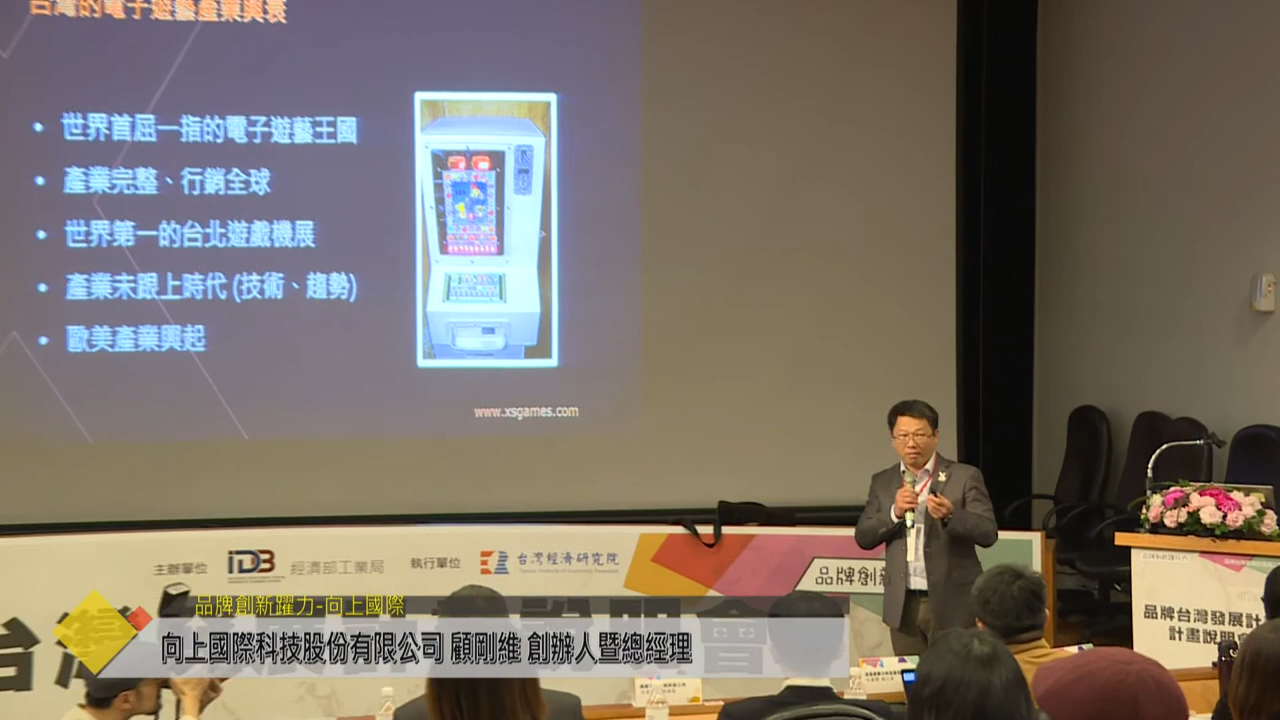 台灣的電子遊藝產業興衰
• 世界首屈一指的電子遊藝王國
• 產業完整、行銷全球
• 世界第一的台北遊戲機展
• 產業未跟上時代 (技術、趨勢)
• 歐美產業興起
www.xsgames.com
主辦單位 IDB 經濟部工業局 執行單位 台灣經濟研究院
品牌創新
品牌台灣發展計
計畫說明會
品牌創新躍力-向上國際
向上國際科技股份有限公司 顧剛維 創辦人暨總經理